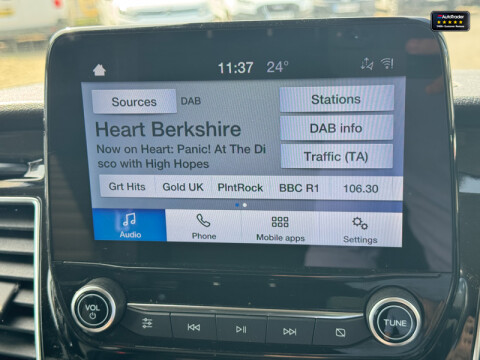 AutoTrader
11:37 24°
Sources DAB
Stations
Heart Berkshire
DAB info
Now on Heart: Panic! At The Di
sco with High Hopes
Traffic (TA)
Grt Hits Gold UK PlntRock BBC R1 106.30
Audio Phone Mobile apps Settings
VOL
TUNE